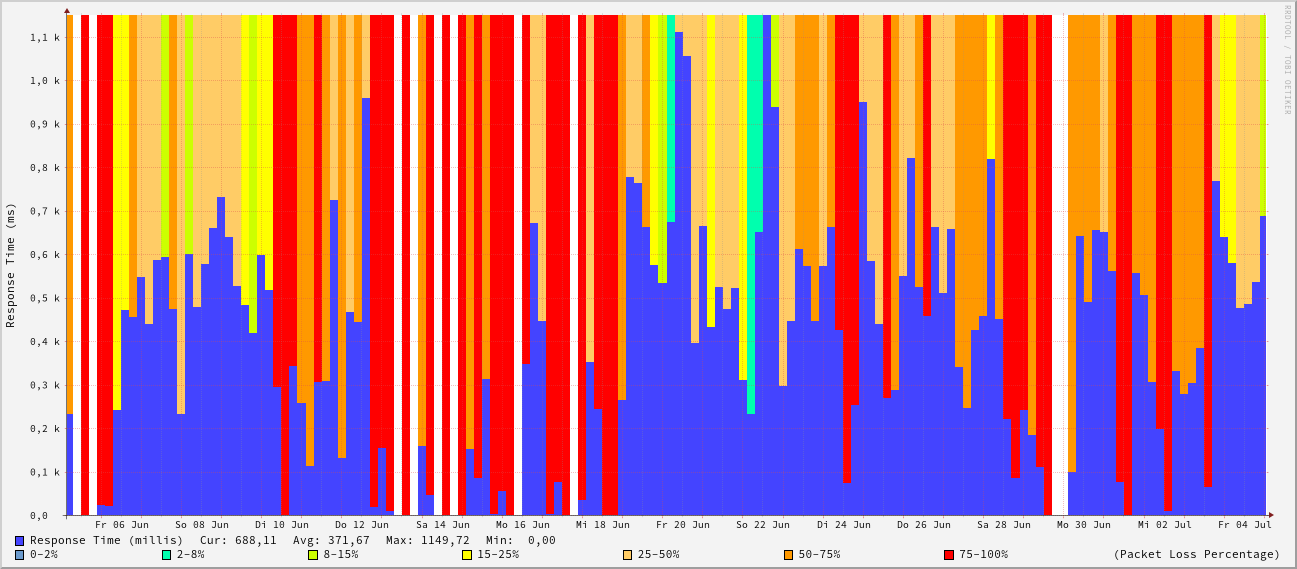 RRDTOOL / TOBI OETIKER
Response Time (ms)
1,1 k
1,0 k
0,9 k
0,8 k
0,7 k
0,6 k
0,5 k
0,4 k
0,3 k
0,2 k
0,1 k
0,0
Fr 06 Jun So 08 Jun Di 10 Jun Do 12 Jun Sa 14 Jun Mo 16 Jun Mi 18 Jun Fr 20 Jun So 22 Jun Di 24 Jun Do 26 Jun Sa 28 Jun Mo 30 Jun Mi 02 Jul Fr 04 Jul
Response Time (millis) Cur: 688,11 Avg: 371,67 Max: 1149,72 Min: 0,00
0-2% 2-8% 8-15% 15-25% 25-50% 50-75% 75-100% (Packet Loss Percentage)